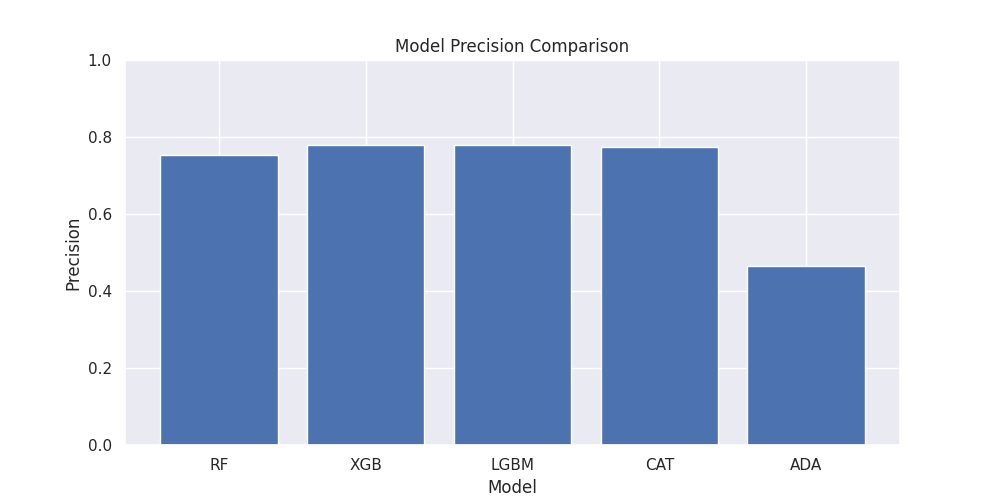 Model Precision Comparison
1.0
0.8
0.6
0.4
0.2
0.0
Precision
RF XGB LGBM CAT ADA
Model